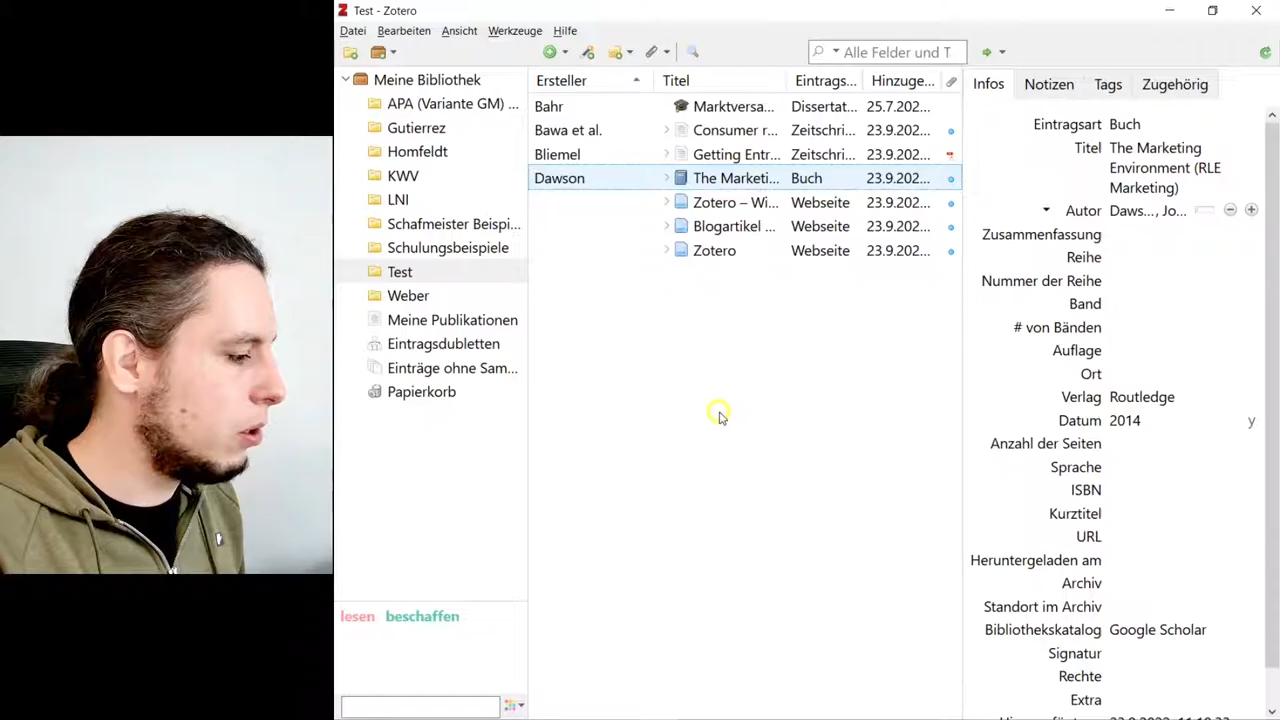 Test - Zotero
Datei Bearbeiten Ansicht Werkzeuge Hilfe
Alle Felder und T
Meine Bibliothek
APA (Variante GM) ...
Gutierrez
Homfeldt
KWV
LNI
Schafmeister Beispi...
Schulungsbeispiele
Test
Weber
Meine Publikationen
Eintragsdubletten
Einträge ohne Sam...
Papierkorb
lesen beschaffen
Ersteller Titel Eintrags... Hinzuge...
Bahr Marktversa... Dissertat... 25.7.202...
Bawa et al. Consumer r... Zeitschri... 23.9.202...
Bliemel Getting Entr... Zeitschri... 23.9.202...
Dawson The Marketi... Buch 23.9.202...
Zotero – Wi... Webseite 23.9.202...
Blogartikel ... Webseite 23.9.202...
Zotero Webseite 23.9.202...
Infos Notizen Tags Zugehörig
Eintragsart Buch
Titel The Marketing
Environment (RLE
Marketing)
Autor Daws..., Jo...
Zusammenfassung
Reihe
Nummer der Reihe
Band
# von Bänden
Auflage
Ort
Verlag Routledge
Datum 2014 y
Anzahl der Seiten
Sprache
ISBN
Kurztitel
URL
Heruntergeladen am
Archiv
Standort im Archiv
Bibliothekskatalog Google Scholar
Signatur
Rechte
Extra